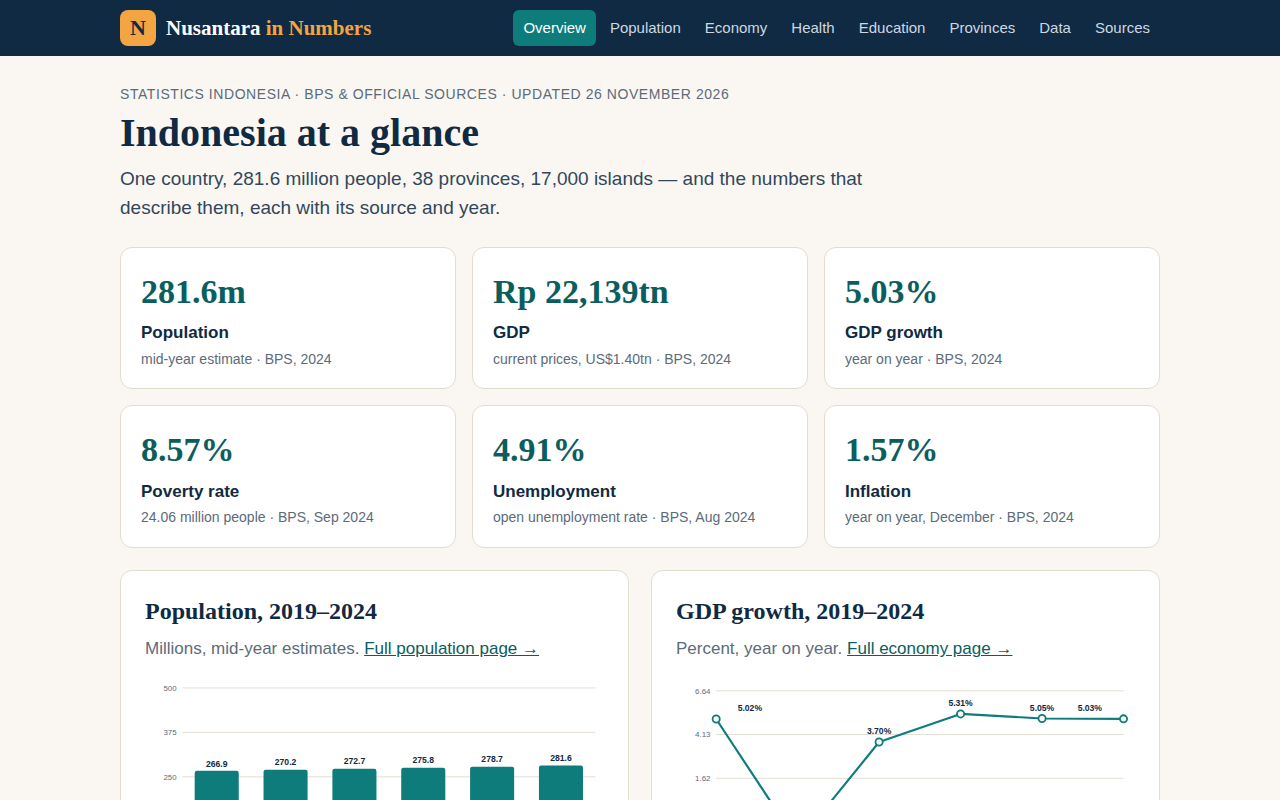 N Nusantara in Numbers
Overview Population Economy Health Education Provinces Data Sources
STATISTICS INDONESIA · BPS & OFFICIAL SOURCES · UPDATED 26 NOVEMBER 2026
Indonesia at a glance
One country, 281.6 million people, 38 provinces, 17,000 islands — and the numbers that
describe them, each with its source and year.
281.6m
Population
mid-year estimate · BPS, 2024
Rp 22,139tn
GDP
current prices, US$1.40tn · BPS, 2024
5.03%
GDP growth
year on year · BPS, 2024
8.57%
Poverty rate
24.06 million people · BPS, Sep 2024
4.91%
Unemployment
open unemployment rate · BPS, Aug 2024
1.57%
Inflation
year on year, December · BPS, 2024
Population, 2019–2024
Millions, mid-year estimates. Full population page →
500
375
250
266.9 270.2 272.7 275.8 278.7 281.6
GDP growth, 2019–2024
Percent, year on year. Full economy page →
6.64
4.13
1.62
5.02% 3.70% 5.31% 5.05% 5.03%